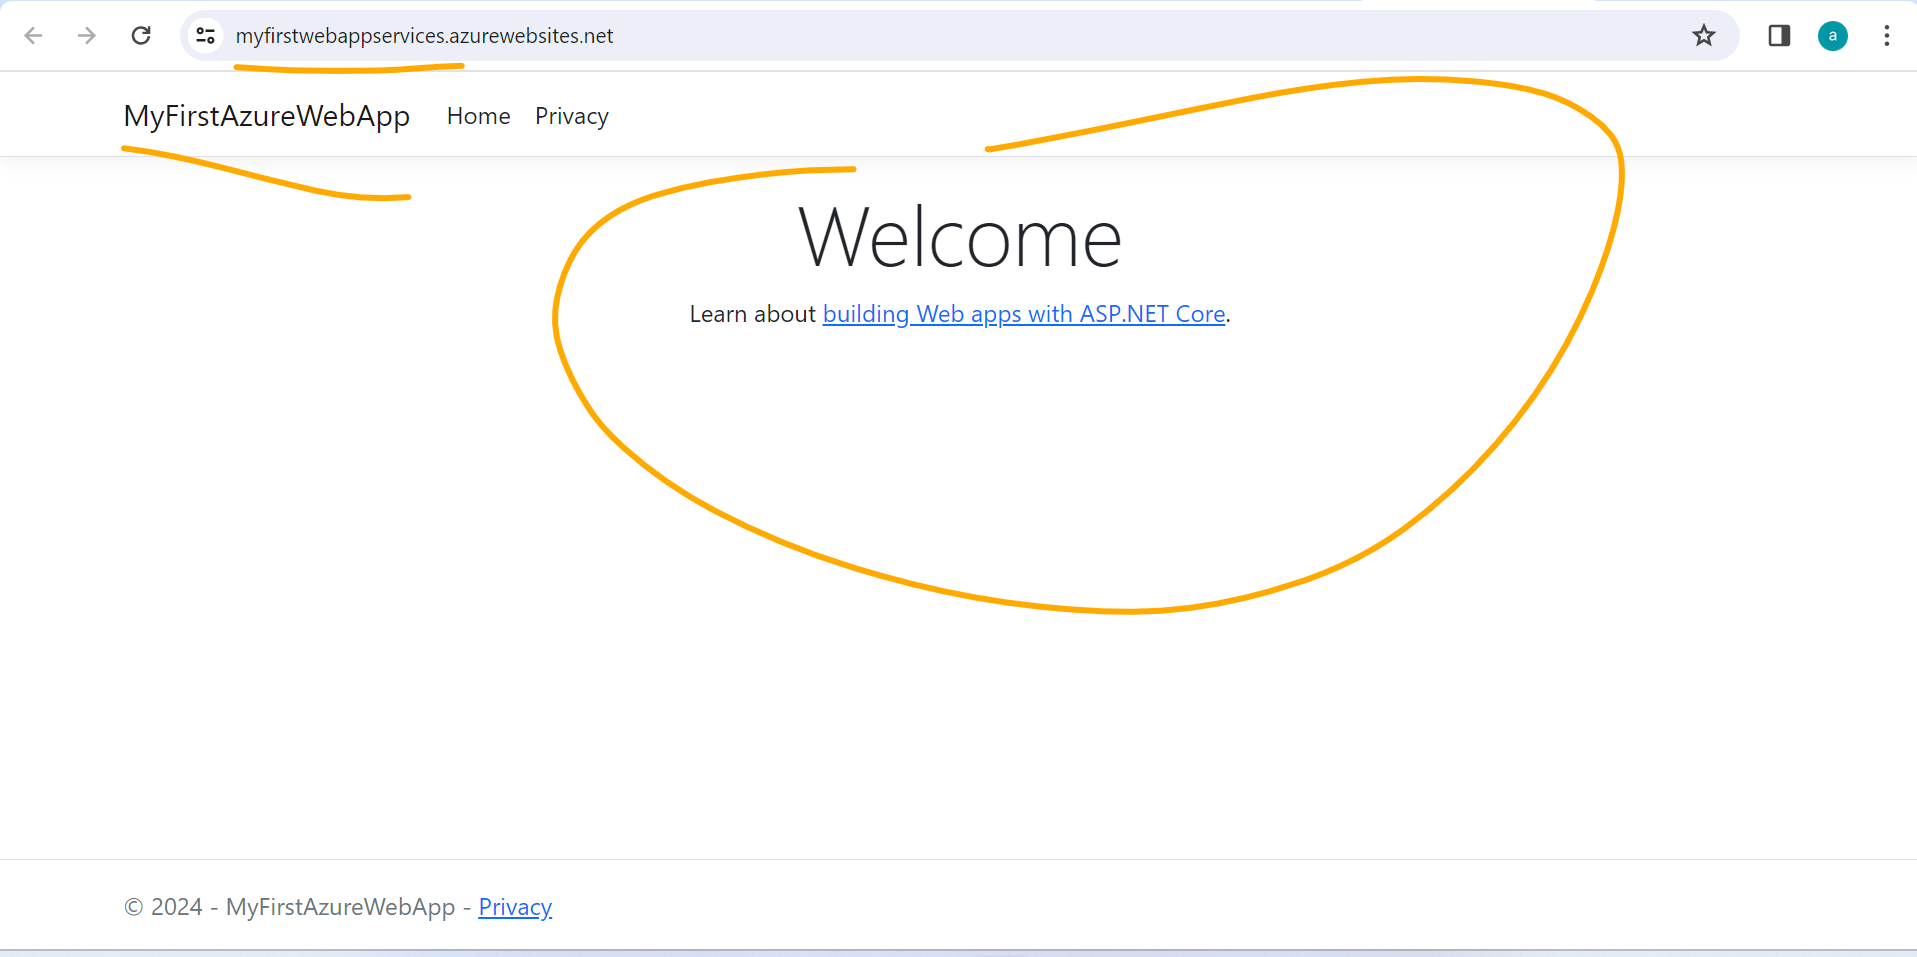 myfirstwebappservices.azurewebsites.net
a
MyFirstAzureWebApp Home Privacy
Welcome
Learn about building Web apps with ASP.NET Core.
© 2024 - MyFirstAzureWebApp - Privacy